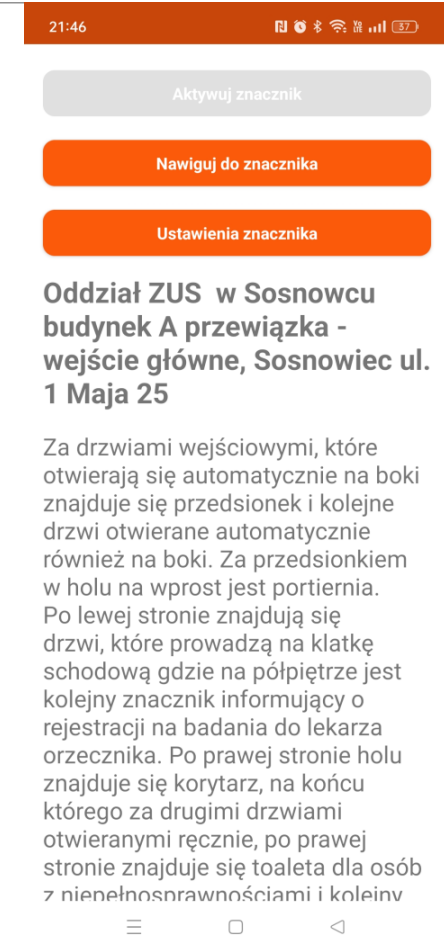 21:46
37
Aktywuj znacznik
Nawiguj do znacznika
Ustawienia znacznika
Oddział ZUS w Sosnowcu
budynek A przewiązka -
wejście główne, Sosnowiec ul.
1 Maja 25
Za drzwiami wejściowymi, które
otwierają się automatycznie na boki
znajduje się przedsionek i kolejne
drzwi otwierane automatycznie
również na boki. Za przedsionkiem
w holu na wprost jest portiernia.
Po lewej stronie znajdują się
drzwi, które prowadzą na klatkę
schodową gdzie na półpiętrze jest
kolejny znacznik informujący o
rejestracji na badania do lekarza
orzecznika. Po prawej stronie holu
znajduje się korytarz, na końcu
którego za drugimi drzwiami
otwieranymi ręcznie, po prawej
stronie znajduje się toaleta dla osób
z niepełnosprawnościami i kolejny